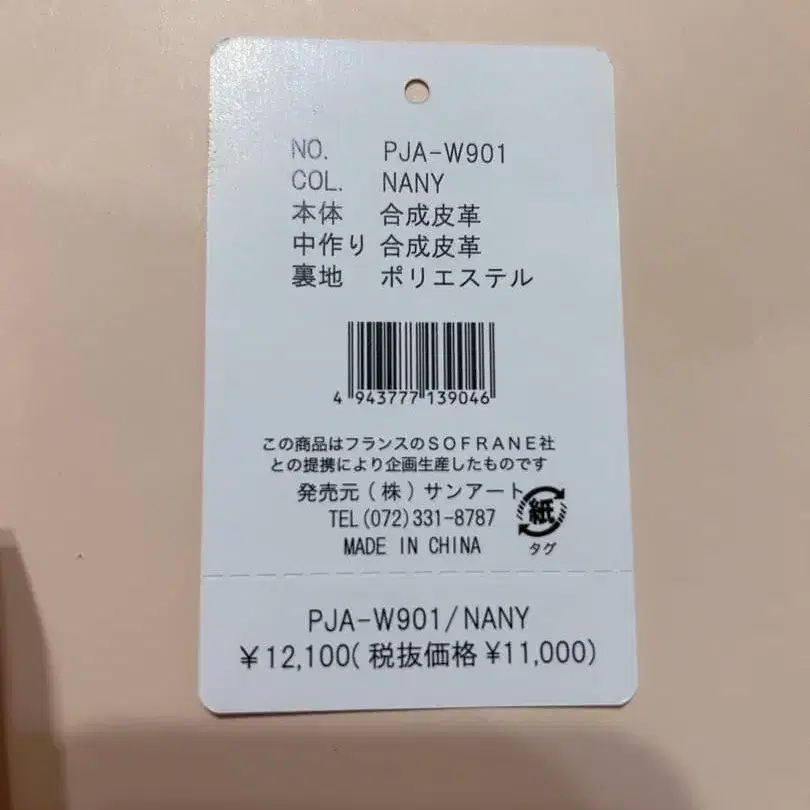 NO. PJA-W901
COL. NANY
本体 合成皮革
中作り 合成皮革
裏地 ポリエステル
4 943777 139046
この商品はフランスのSOFRANE社
との提携により企画生産したものです
発売元(株)サンアート
TEL(072)331-8787
紙
MADE IN CHINA
タグ
PJA-W901/NANY
¥12,100(税抜価格¥11,000)